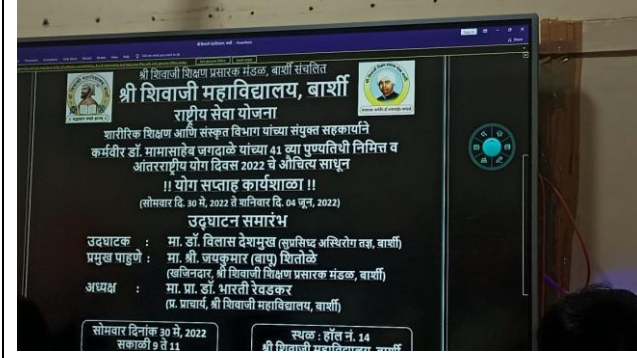 श्री शिवाजी शिक्षण प्रसारक मंडळ, बार्शी संचलित
श्री शिवाजी महाविद्यालय, बार्शी
राष्ट्रीय सेवा योजना
शारीरिक शिक्षण आणि संस्कृत विभाग यांच्या संयुक्त सहकार्याने
कर्मवीर डॉ. मामासाहेब जगदाळे यांच्या 41 व्या पुण्यतिथी निमित्त व
आंतरराष्ट्रीय योग दिवस 2022 चे औचित्य साधून
!! योग सप्ताह कार्यशाळा !!
(सोमवार दि. 30 मे, 2022 ते शनिवार दि. 04 जून, 2022)
उद्घाटन समारंभ
उदघाटक : मा. डॉ. विलास देशमुख (सुप्रसिध्द अस्थिरोग तज्ञ, बार्शी)
प्रमुख पाहुणे : मा. श्री. जयकुमार (बापू) शितोळे
(खजिनदार, श्री शिवाजी शिक्षण प्रसारक मंडळ, बार्शी)
अध्यक्ष : मा. प्रा. डॉ. भारती रेवडकर
(प्र. प्राचार्य, श्री शिवाजी महाविद्यालय, बार्शी)
सोमवार दिनांक 30 मे, 2022
सकाळी 9 ते 11
स्थळ : हॉल नं. 14
श्री शिवाजी महाविद्यालय, बार्शी